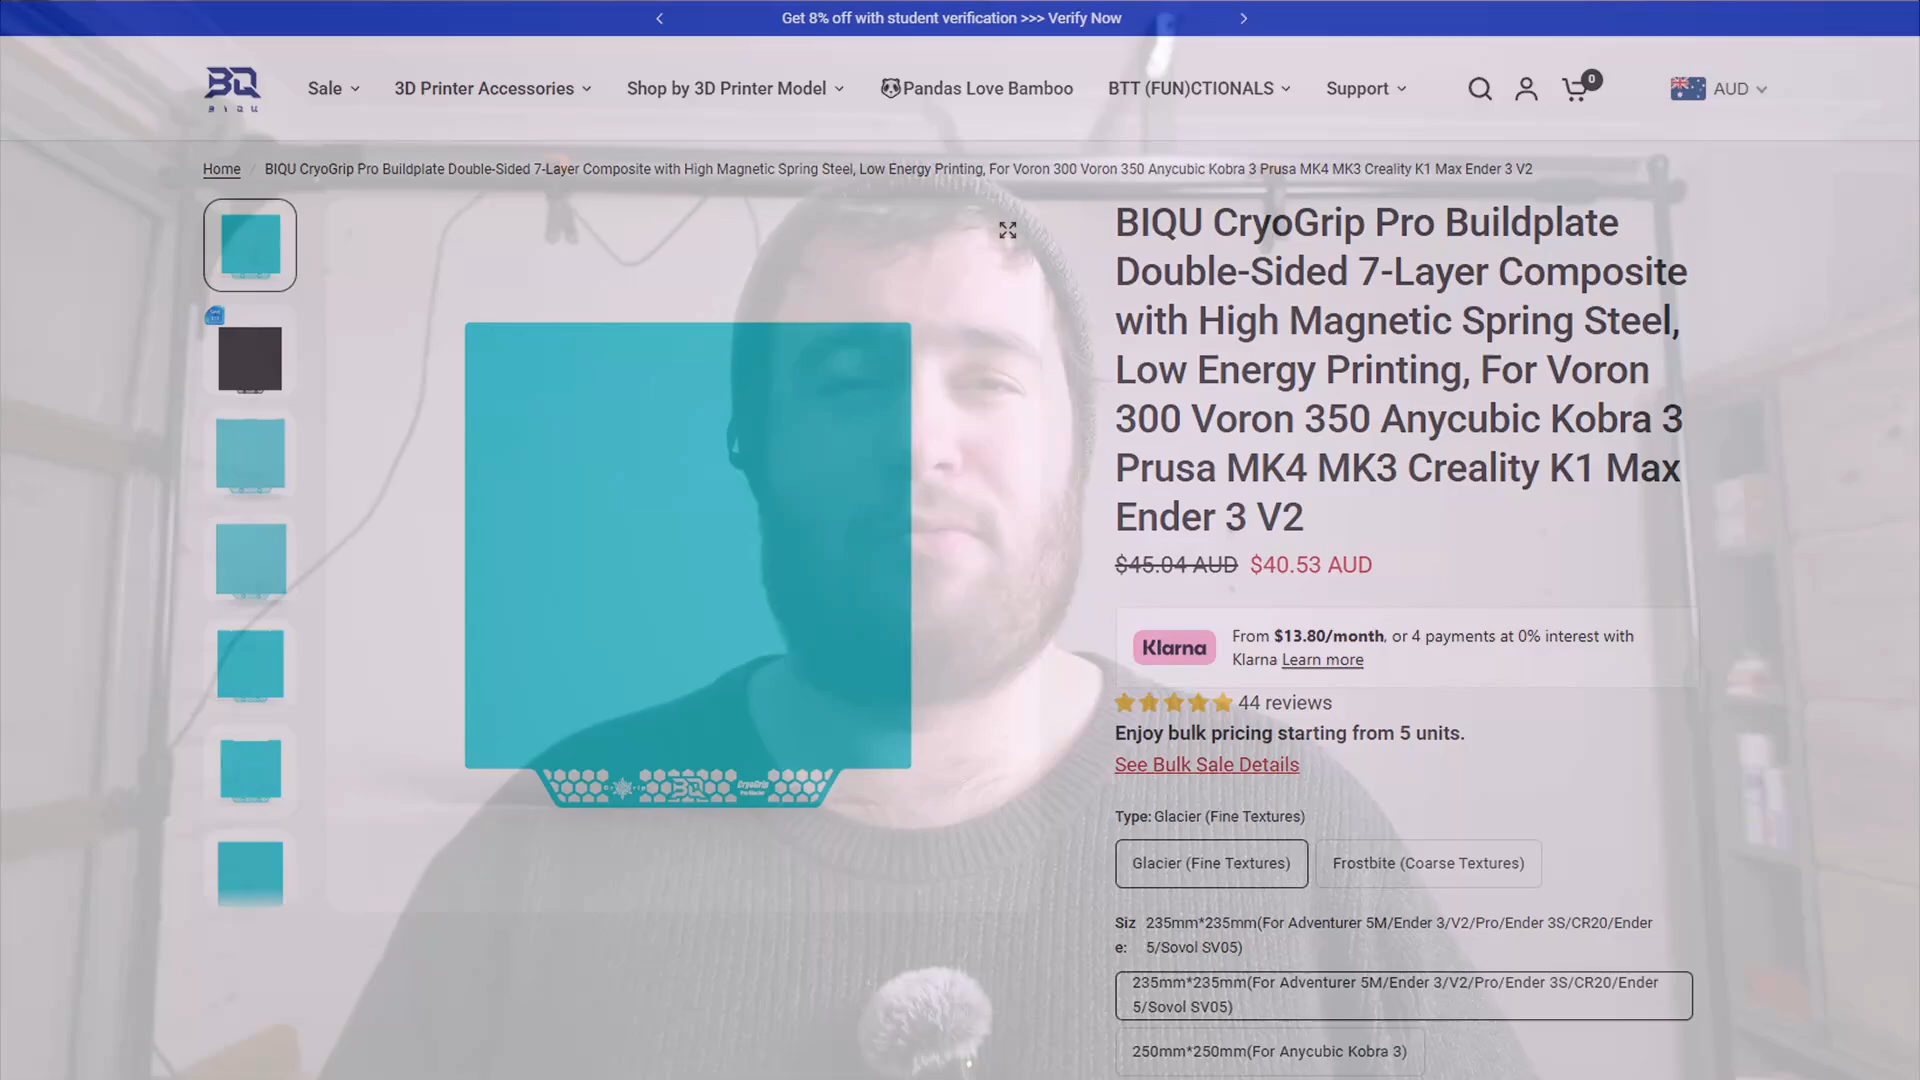 Get 8% off with student verification >>> Verify Now
BIQU
Sale
3D Printer Accessories
Shop by 3D Printer Model
🐼Pandas Love Bamboo
BTT (FUN)CTIONALS
Support
0
AUD
Home / BIQU CryoGrip Pro Buildplate Double-Sided 7-Layer Composite with High Magnetic Spring Steel, Low Energy Printing, For Voron 300 Voron 350 Anycubic Kobra 3 Prusa MK4 MK3 Creality K1 Max Ender 3 V2
BIQU CryoGrip Pro Buildplate
Double-Sided 7-Layer Composite
with High Magnetic Spring Steel,
Low Energy Printing, For Voron
300 Voron 350 Anycubic Kobra 3
Prusa MK4 MK3 Creality K1 Max
Ender 3 V2
$45.04 AUD $40.53 AUD
Klarna
From $13.80/month, or 4 payments at 0% interest with
Klarna Learn more
44 reviews
Enjoy bulk pricing starting from 5 units.
See Bulk Sale Details
Type: Glacier (Fine Textures)
Glacier (Fine Textures)
Frostbite (Coarse Textures)
Size: 235mm*235mm(For Adventurer 5M/Ender 3/V2/Pro/Ender 3S/CR20/Ender
5/Sovol SV05)
235mm*235mm(For Adventurer 5M/Ender 3/V2/Pro/Ender 3S/CR20/Ender
5/Sovol SV05)
250mm*250mm(For Anycubic Kobra 3)
BQ
CryoGrip